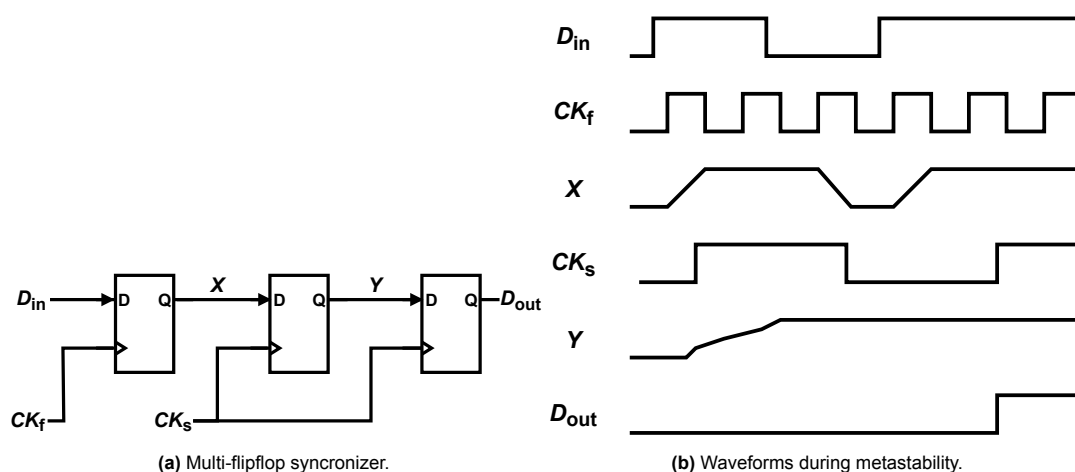 D Q X D Q Y D Q
Din Dout
CKf CKs
(a) Multi-flipflop syncronizer.
Din
CKf
X
CKs
Y
Dout
(b) Waveforms during metastability.